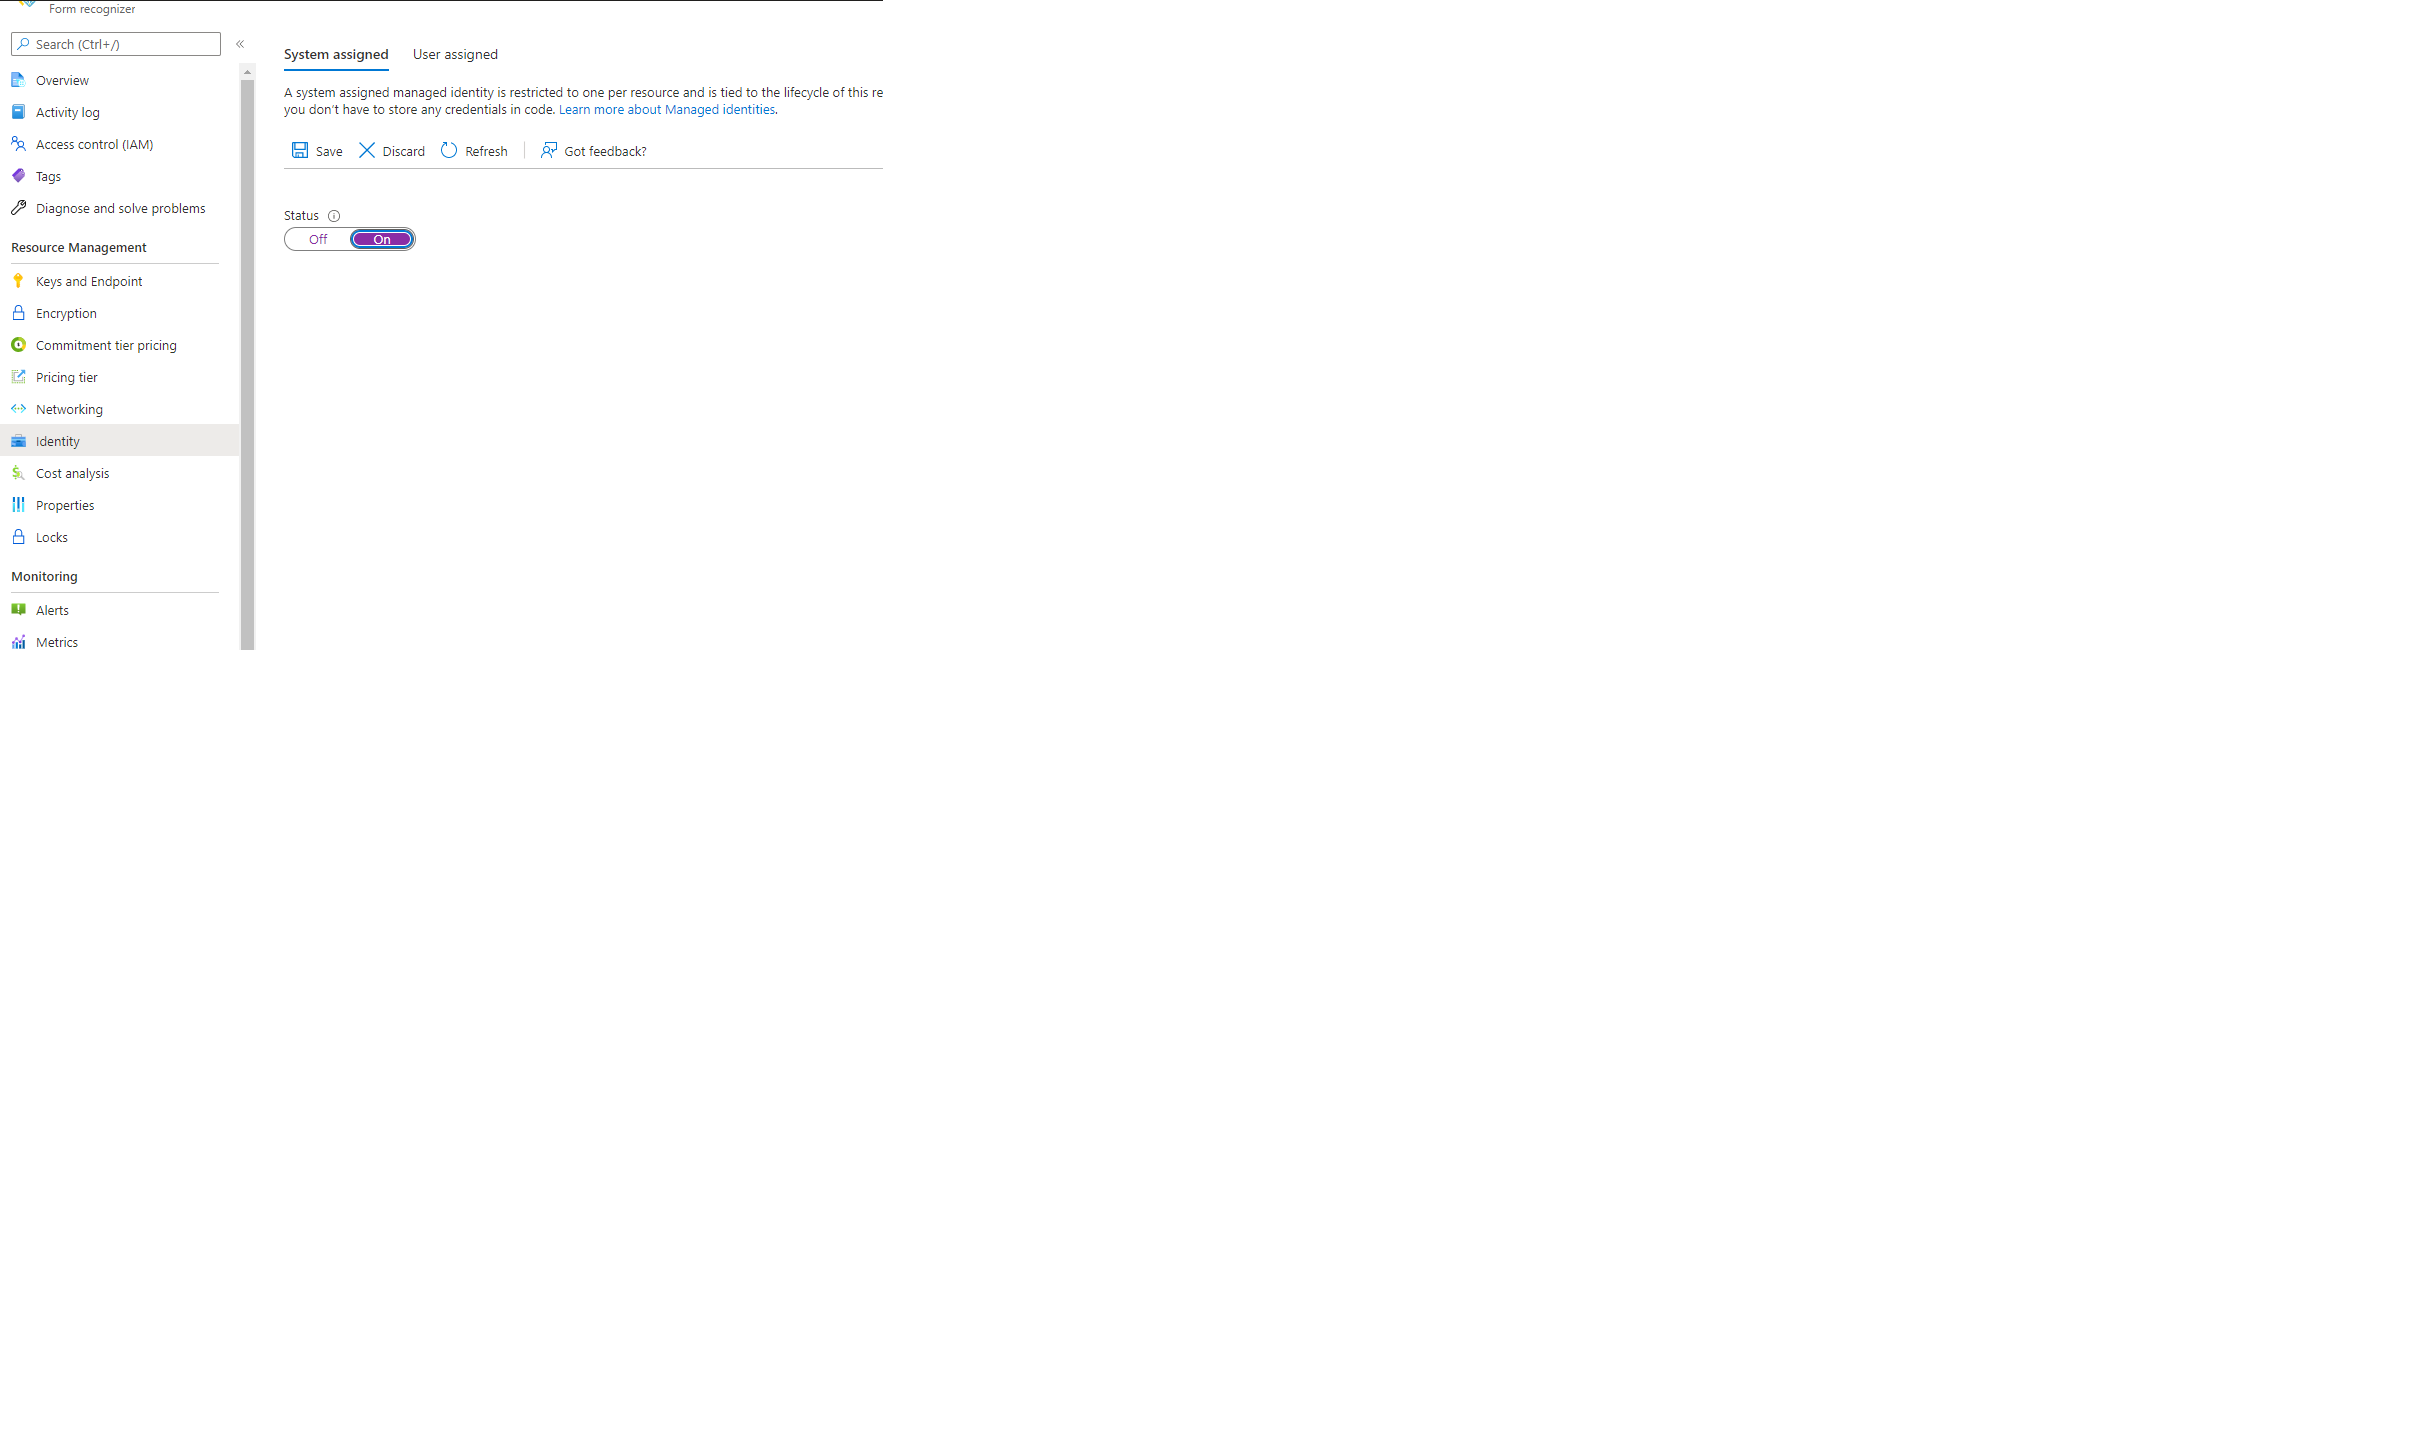 Form recognizer
Search (Ctrl+/)
«
Overview
Activity log
Access control (IAM)
Tags
Diagnose and solve problems
Resource Management
Keys and Endpoint
Encryption
Commitment tier pricing
Pricing tier
Networking
Identity
Cost analysis
Properties
Locks
Monitoring
Alerts
Metrics
System assigned User assigned
A system assigned managed identity is restricted to one per resource and is tied to the lifecycle of this re
you don't have to store any credentials in code. Learn more about Managed identities.
Save Discard Refresh Got feedback?
Status
Off On